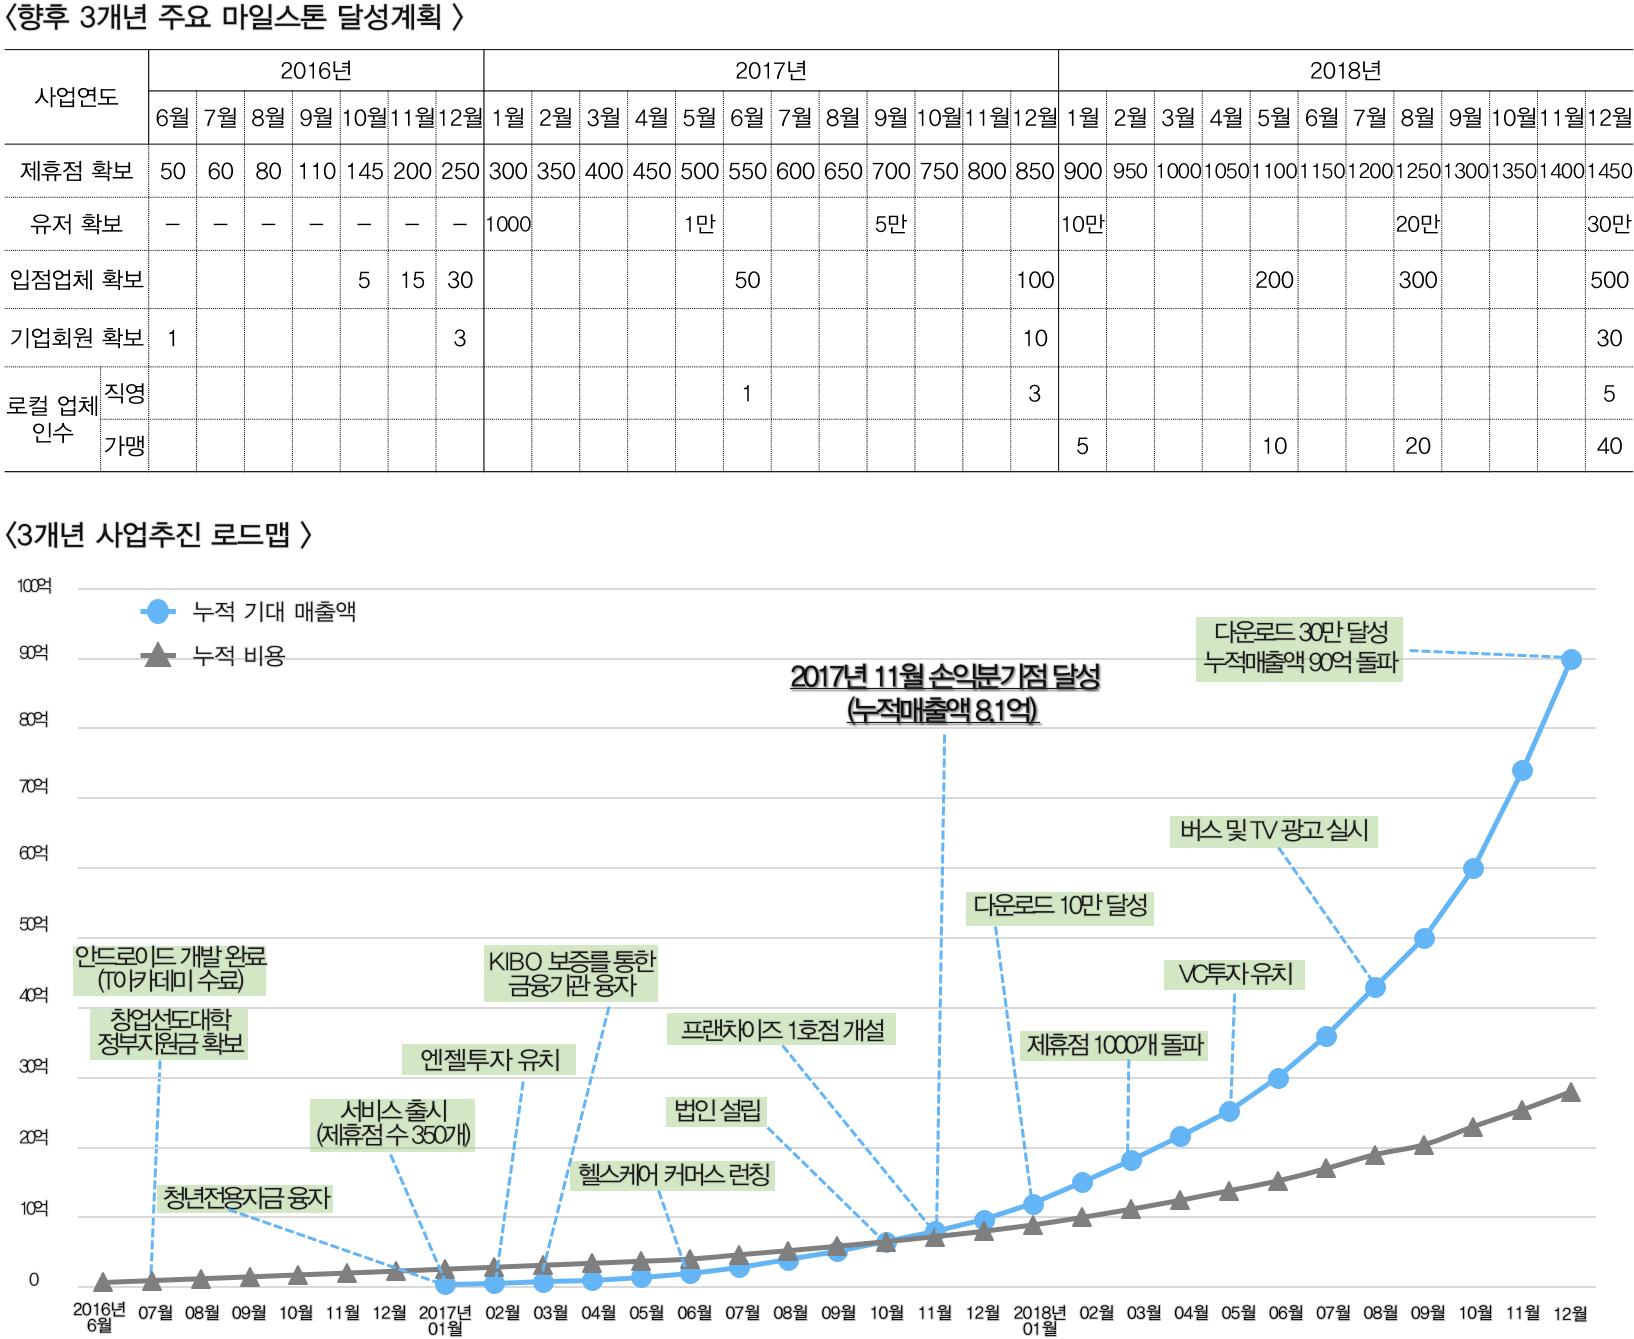 〈향후 3개년 주요 마일스톤 달성계획 〉
사업연도 2016년 2017년 2018년
6월 7월 8월 9월 10월 11월 12월 1월 2월 3월 4월 5월 6월 7월 8월 9월 10월 11월 12월 1월 2월 3월 4월 5월 6월 7월 8월 9월 10월 11월 12월
제휴점 확보 50 60 80 110 145 200 250 300 350 400 450 500 550 600 650 700 750 800 850 900 950 1000 1050 1100 1150 1200 1250 1300 1350 1400 1450
유저 확보 – – – – – – – 1000 1만 5만 10만 20만 30만
입점업체 확보 5 15 30 50 100 200 300 500
기업회원 확보 1 3 10 30
로컬 업체 인수 직영 1 3 5
가맹 5 10 20 40
〈3개년 사업추진 로드맵 〉
100억
90억
80억
70억
60억
50억
40억
30억
20억
10억
0
누적 기대 매출액
누적 비용
다운로드 30만 달성
누적매출액 90억 돌파
2017년 11월 손익분기점 달성
(누적매출액 8.1억)
버스 및 TV 광고 실시
다운로드 10만 달성
안드로이드 개발 완료
(T아카데미 수료)
KIBO 보증를 통한
금융기관 융자
VC투자 유치
창업선도대학
정부지원금 확보
프랜차이즈 1호점 개설
제휴점 1000개 돌파
엔젤투자 유치
서비스 출시
(제휴점 수 350개)
법인 설립
헬스케어 커머스 런칭
청년전용자금 융자
2016년 6월 07월 08월 09월 10월 11월 12월 2017년 01월 02월 03월 04월 05월 06월 07월 08월 09월 10월 11월 12월 2018년 01월 02월 03월 04월 05월 06월 07월 08월 09월 10월 11월 12월